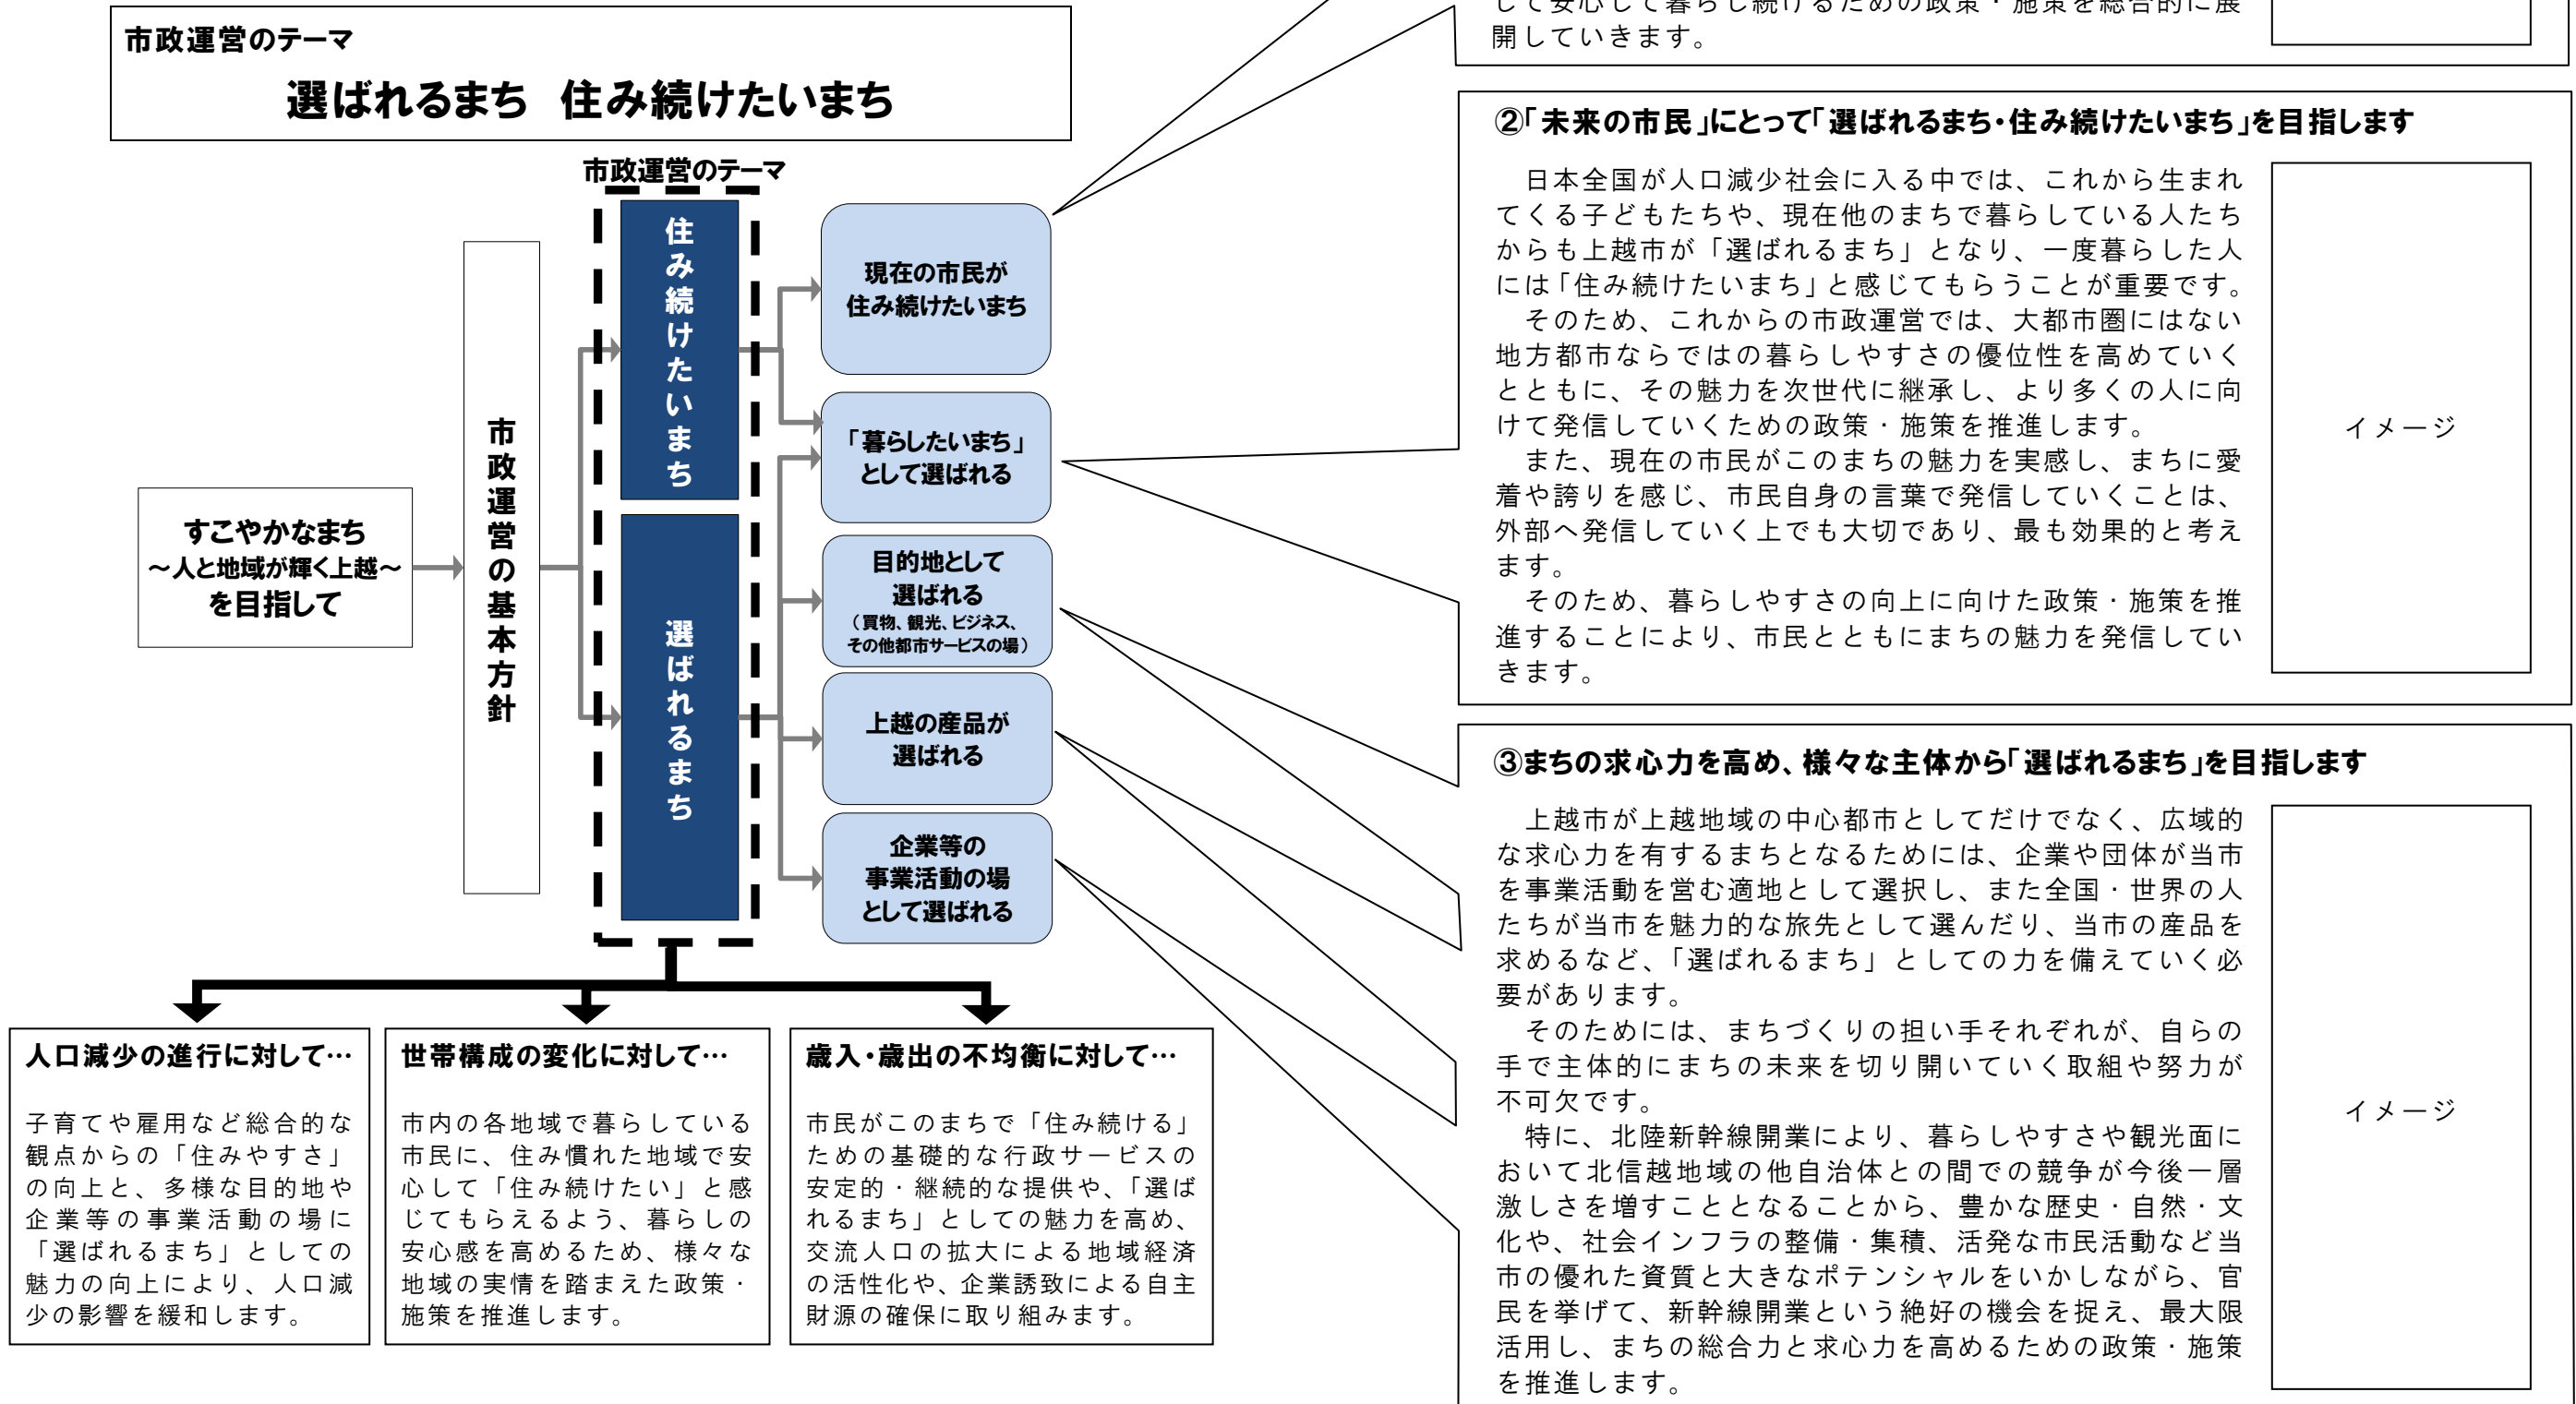 市政運営のテーマ
選ばれるまち 住み続けたいまち
市政運営のテーマ
すこやかなまち
～人と地域が輝く上越～
を目指して
市政運営の基本方針
住み続けたいまち
選ばれるまち
現在の市民が
住み続けたいまち
「暮らしたいまち」
として選ばれる
目的地として
選ばれる
（買物、観光、ビジネス、
その他都市サービスの場）
上越の産品が
選ばれる
企業等の
事業活動の場
として選ばれる
人口減少の進行に対して…
子育てや雇用など総合的な
観点からの「住みやすさ」
の向上と、多様な目的地や
企業等の事業活動の場に
「選ばれるまち」としての
魅力の向上により、人口減
少の影響を緩和します。
世帯構成の変化に対して…
市内の各地域で暮らしている
市民に、住み慣れた地域で安
心して「住み続けたい」と感
じてもらえるよう、暮らしの
安心感を高めるため、様々な
地域の実情を踏まえた政策・
施策を推進します。
歳入・歳出の不均衡に対して…
市民がこのまちで「住み続ける」
ための基礎的な行政サービスの
安定的・継続的な提供や、「選ば
れるまち」としての魅力を高め、
交流人口の拡大による地域経済
の活性化や、企業誘致による自主
財源の確保に取り組みます。
して安心して暮らし続けるための政策・施策を総合的に展
開していきます。
②「未来の市民」にとって「選ばれるまち・住み続けたいまち」を目指します
日本全国が人口減少社会に入る中では、これから生まれ
てくる子どもたちや、現在他のまちで暮らしている人たち
からも上越市が「選ばれるまち」となり、一度暮らした人
には「住み続けたいまち」と感じてもらうことが重要です。
そのため、これからの市政運営では、大都市圏にはない
地方都市ならではの暮らしやすさの優位性を高めていく
とともに、その魅力を次世代に継承し、より多くの人に向
けて発信していくための政策・施策を推進します。
また、現在の市民がこのまちの魅力を実感し、まちに愛
着や誇りを感じ、市民自身の言葉で発信していくことは、
外部へ発信していく上でも大切であり、最も効果的と考え
ます。
そのため、暮らしやすさの向上に向けた政策・施策を推
進することにより、市民とともにまちの魅力を発信してい
きます。
イメージ
③まちの求心力を高め、様々な主体から「選ばれるまち」を目指します
上越市が上越地域の中心都市としてだけでなく、広域的
な求心力を有するまちとなるためには、企業や団体が当市
を事業活動を営む適地として選択し、また全国・世界の人
たちが当市を魅力的な旅先として選んだり、当市の産品を
求めるなど、「選ばれるまち」としての力を備えていく必
要があります。
そのためには、まちづくりの担い手それぞれが、自らの
手で主体的にまちの未来を切り開いていく取組や努力が
不可欠です。
特に、北陸新幹線開業により、暮らしやすさや観光面に
おいて北信越地域の他自治体との間での競争が今後一層
激しさを増すこととなることから、豊かな歴史・自然・文
化や、社会インフラの整備・集積、活発な市民活動など当
市の優れた資質と大きなポテンシャルをいかしながら、官
民を挙げて、新幹線開業という絶好の機会を捉え、最大限
活用し、まちの総合力と求心力を高めるための政策・施策
を推進します。
イメージ